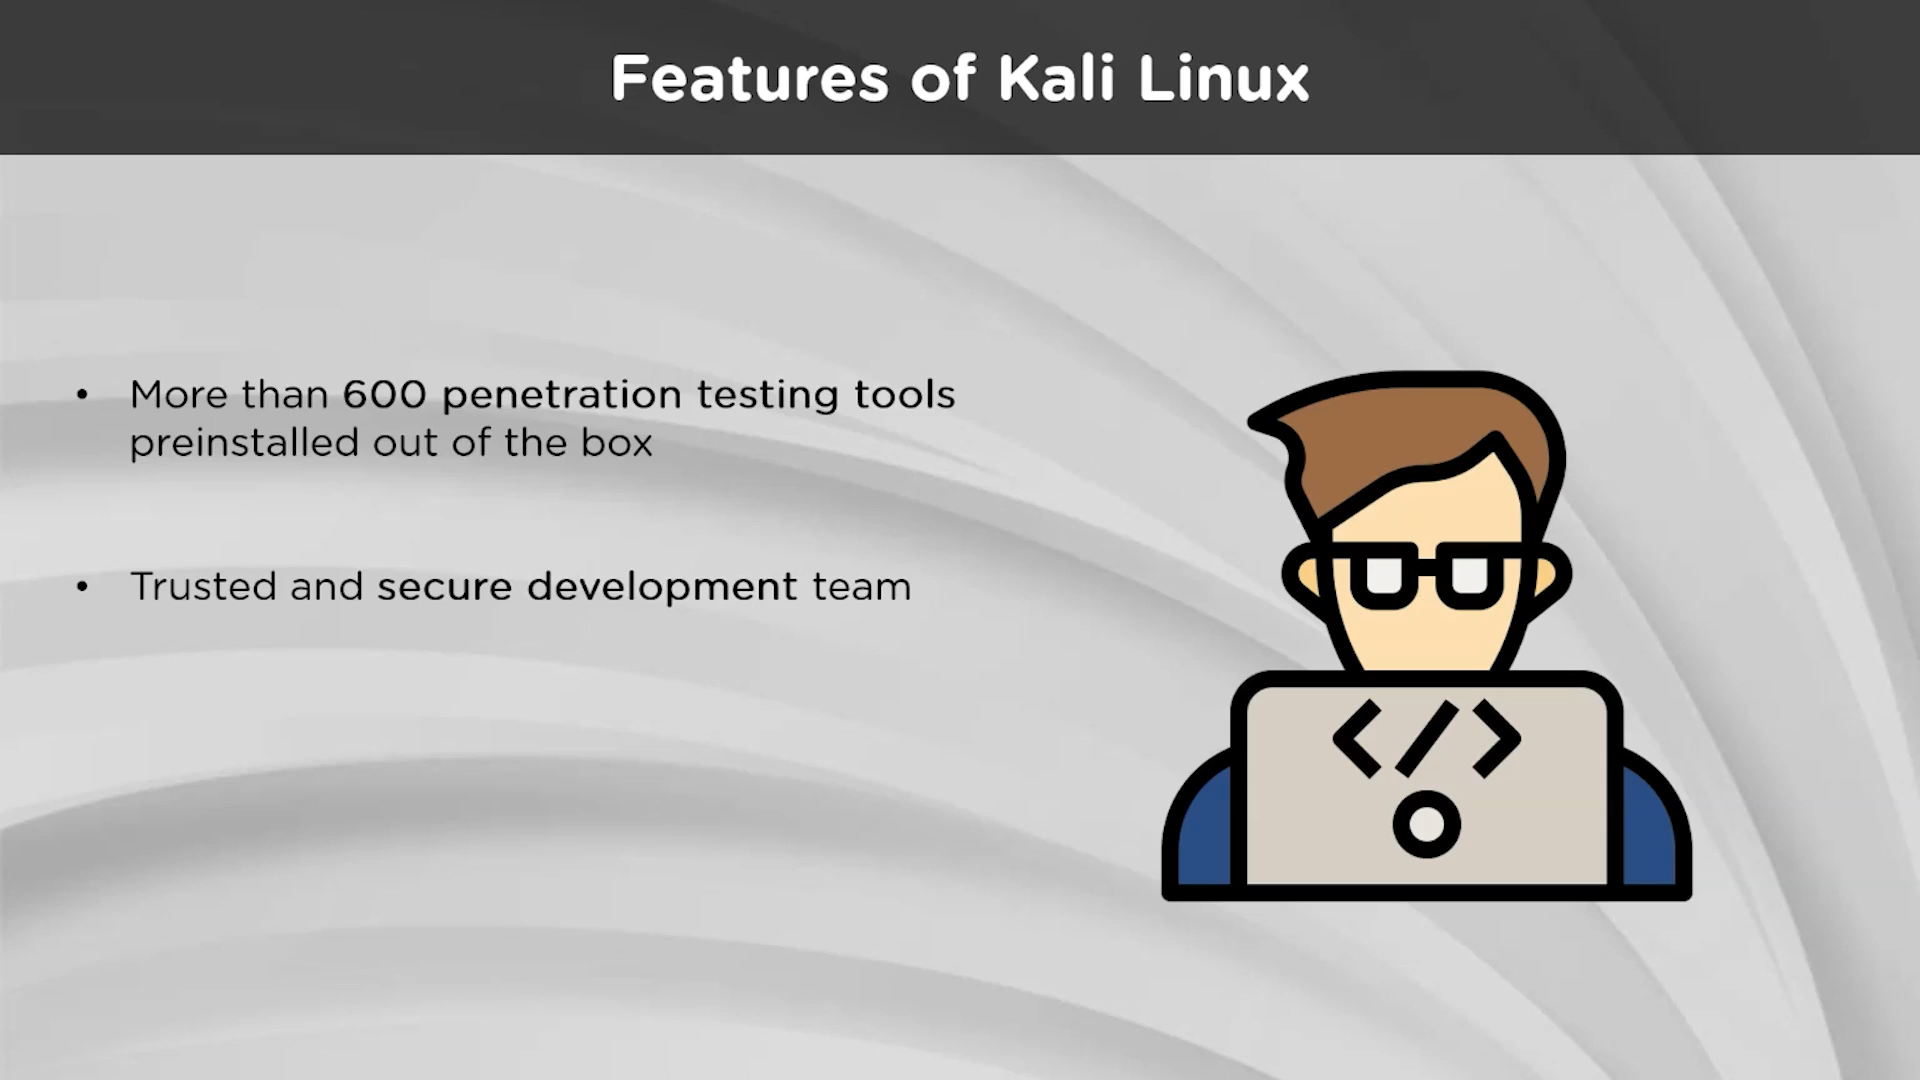 Features of Kali Linux
• More than 600 penetration testing tools
preinstalled out of the box
• Trusted and secure development team
</>